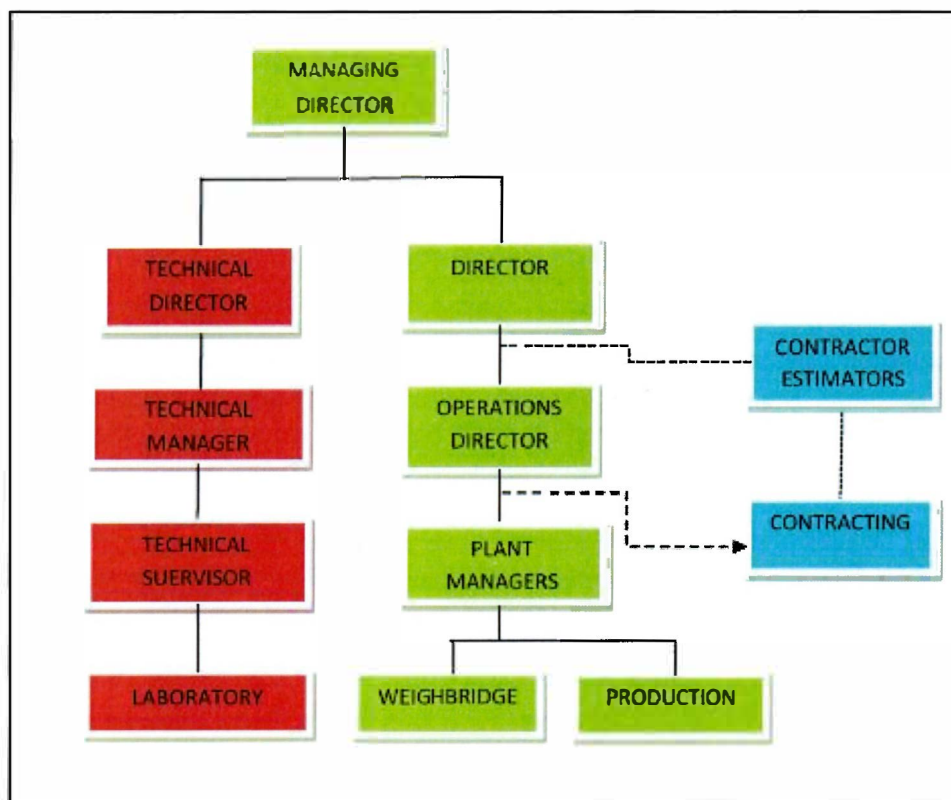 MANAGING
DIRECTOR
TECHNICAL
DIRECTOR
DIRECTOR
CONTRACTOR
ESTIMATORS
TECHNICAL
MANAGER
OPERATIONS
DIRECTOR
TECHNICAL
SUERVISOR
PLANT
MANAGERS
CONTRACTING
LABORATORY
WEIGHBRIDGE
PRODUCTION